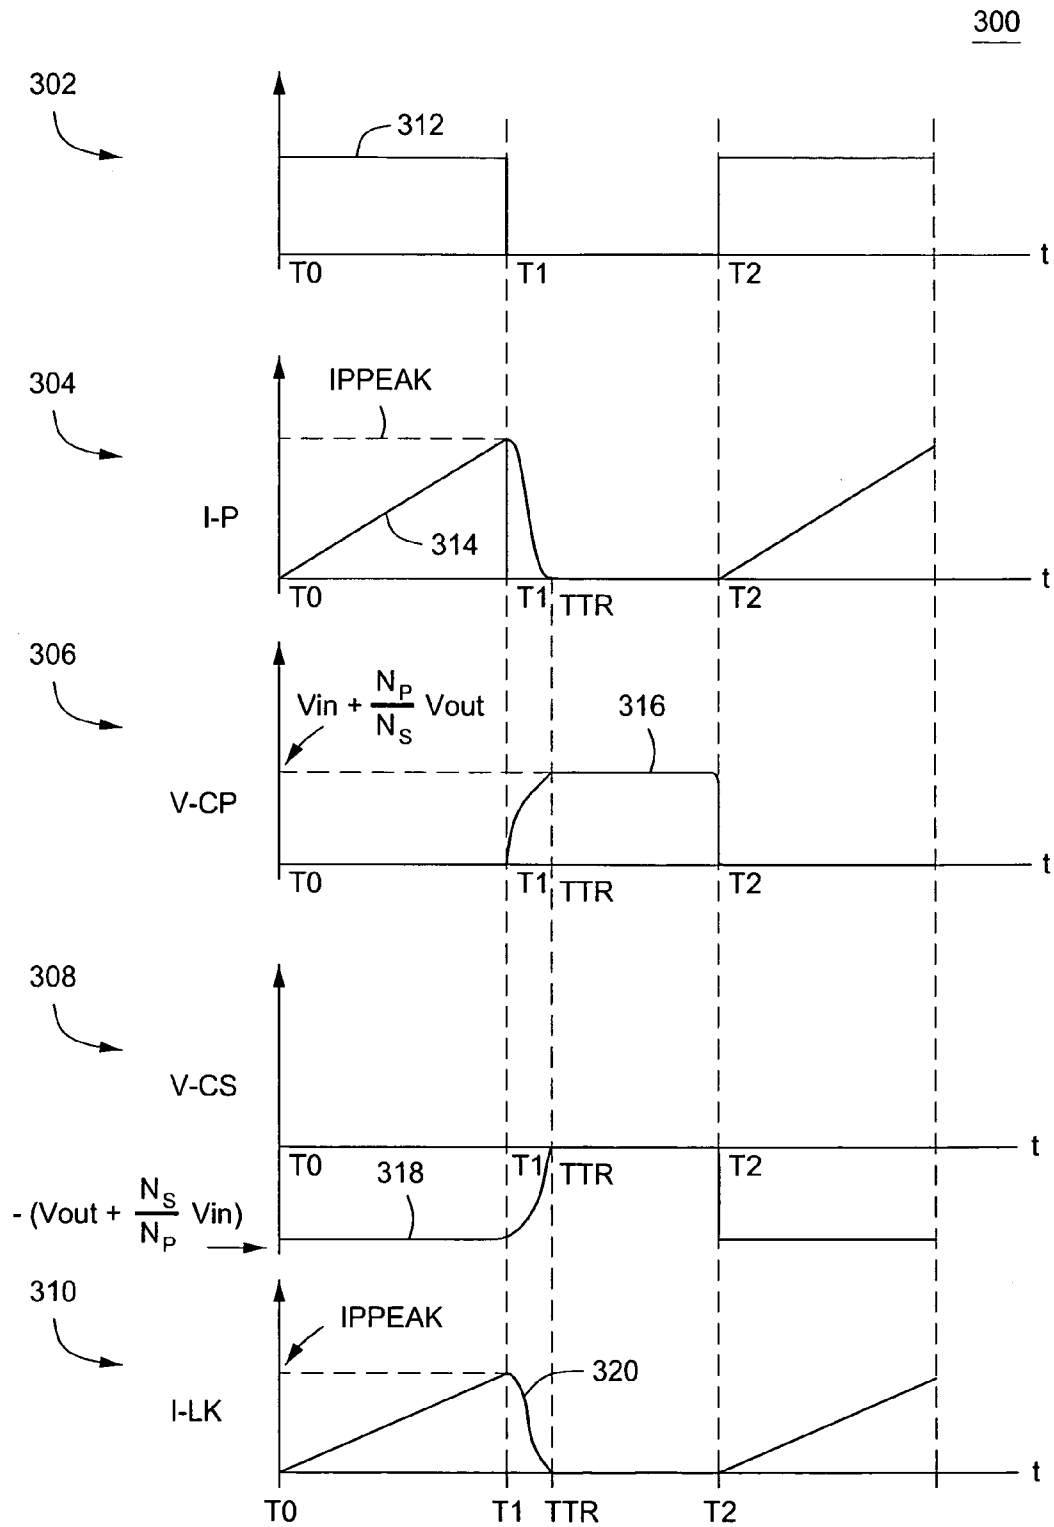 300
302
312
T0 T1 T2 t
304
IPPEAK
I-P
314
T0 T1 TTR T2 t
306
Vin + N_P/N_S Vout
316
V-CP
T0 T1 TTR T2 t
308
V-CS
T0 T1 TTR T2 t
318
- (Vout + N_S/N_P Vin)
310
IPPEAK
320
I-LK
t
T0 T1 TTR T2